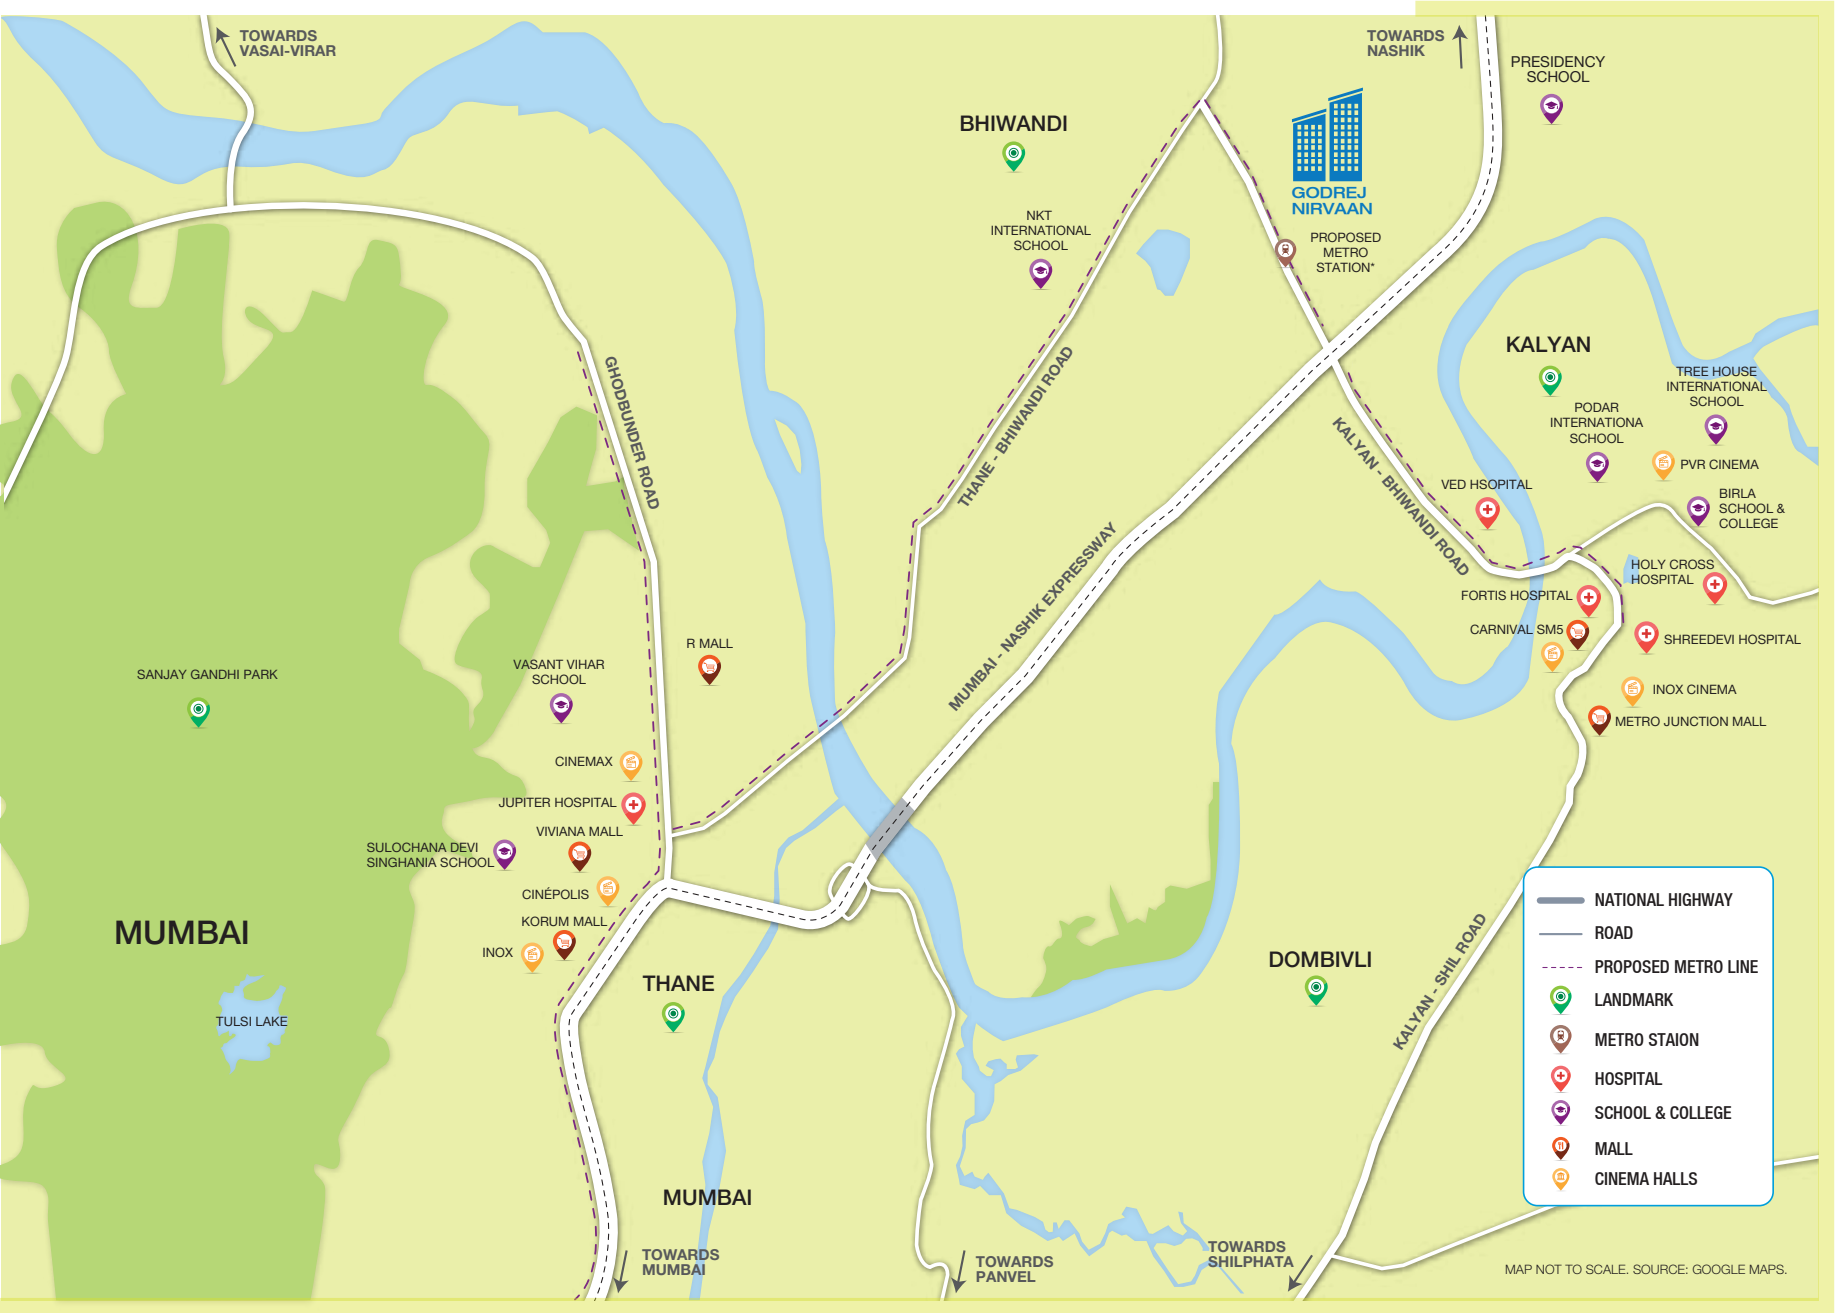 TOWARDS
VASAI-VIRAR
TOWARDS
NASHIK
PRESIDENCY
SCHOOL
BHIWANDI
GODREJ
NIRVAAN
NKT
INTERNATIONAL
SCHOOL
PROPOSED
METRO
STATION*
KALYAN
TREE HOUSE
INTERNATIONAL
SCHOOL
PODAR
INTERNATIONA
SCHOOL
PVR CINEMA
VED HSOPITAL
BIRLA
SCHOOL &
COLLEGE
GHODBUNDER ROAD
THANE - BHIWANDI ROAD
KALYAN - BHIWANDI ROAD
MUMBAI - NASHIK EXPRESSWAY
HOLY CROSS
HOSPITAL
FORTIS HOSPITAL
CARNIVAL SM5
SHREEDEVI HOSPITAL
INOX CINEMA
METRO JUNCTION MALL
R MALL
SANJAY GANDHI PARK
VASANT VIHAR
SCHOOL
CINEMAX
JUPITER HOSPITAL
VIVIANA MALL
SULOCHANA DEVI
SINGHANIA SCHOOL
CINÉPOLIS
KORUM MALL
INOX
MUMBAI
THANE
TULSI LAKE
DOMBIVLI
KALYAN - SHIL ROAD
NATIONAL HIGHWAY
ROAD
PROPOSED METRO LINE
LANDMARK
METRO STAION
HOSPITAL
SCHOOL & COLLEGE
MALL
CINEMA HALLS
MUMBAI
TOWARDS
MUMBAI
TOWARDS
PANVEL
TOWARDS
SHILPHATA
MAP NOT TO SCALE. SOURCE: GOOGLE MAPS.